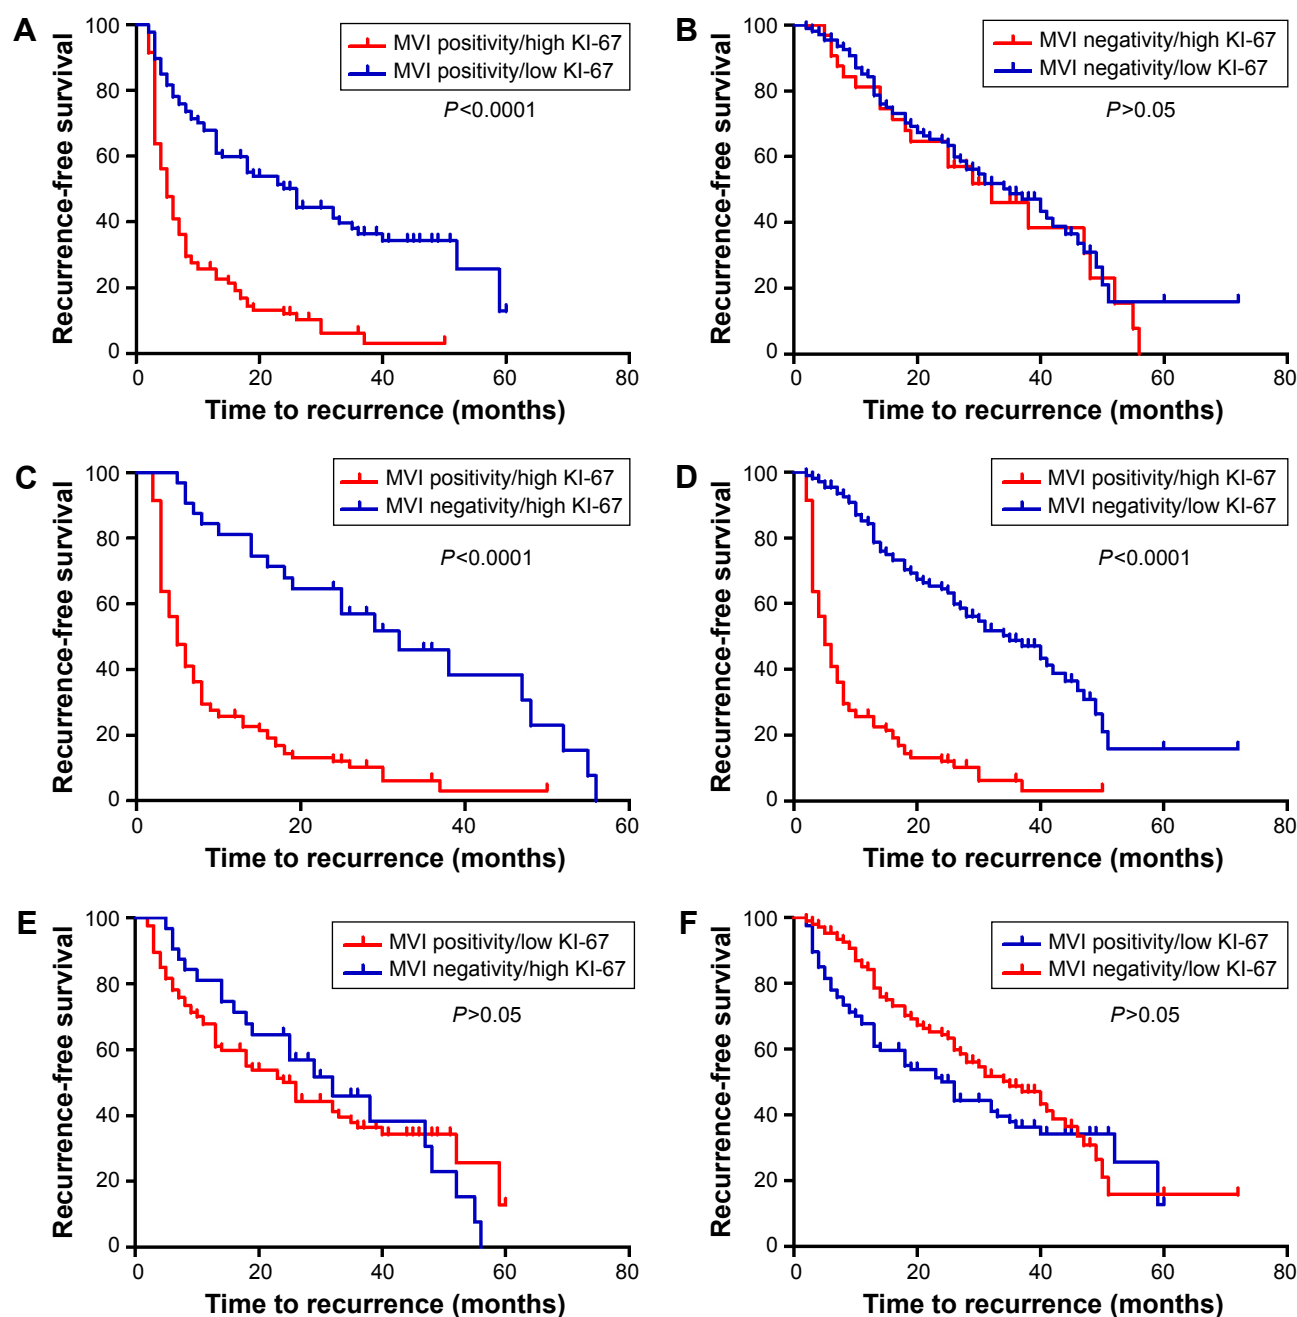 A
Recurrence-free survival
100
80
60
40
20
0
MVI positivity/high KI-67
MVI positivity/low KI-67
P<0.0001
0 20 40 60 80
Time to recurrence (months)
B
Recurrence-free survival
100
80
60
40
20
0
MVI negativity/high KI-67
MVI negativity/low KI-67
P>0.05
0 20 40 60 80
Time to recurrence (months)
C
Recurrence-free survival
100
80
60
40
20
0
MVI positivity/high KI-67
MVI negativity/high KI-67
P<0.0001
0 20 40 60
Time to recurrence (months)
D
Recurrence-free survival
100
80
60
40
20
0
MVI positivity/high KI-67
MVI negativity/low KI-67
P<0.0001
0 20 40 60 80
Time to recurrence (months)
E
Recurrence-free survival
100
80
60
40
20
0
MVI positivity/low KI-67
MVI negativity/high KI-67
P>0.05
0 20 40 60 80
Time to recurrence (months)
F
Recurrence-free survival
100
80
60
40
20
0
MVI positivity/low KI-67
MVI negativity/low KI-67
P>0.05
0 20 40 60 80
Time to recurrence (months)